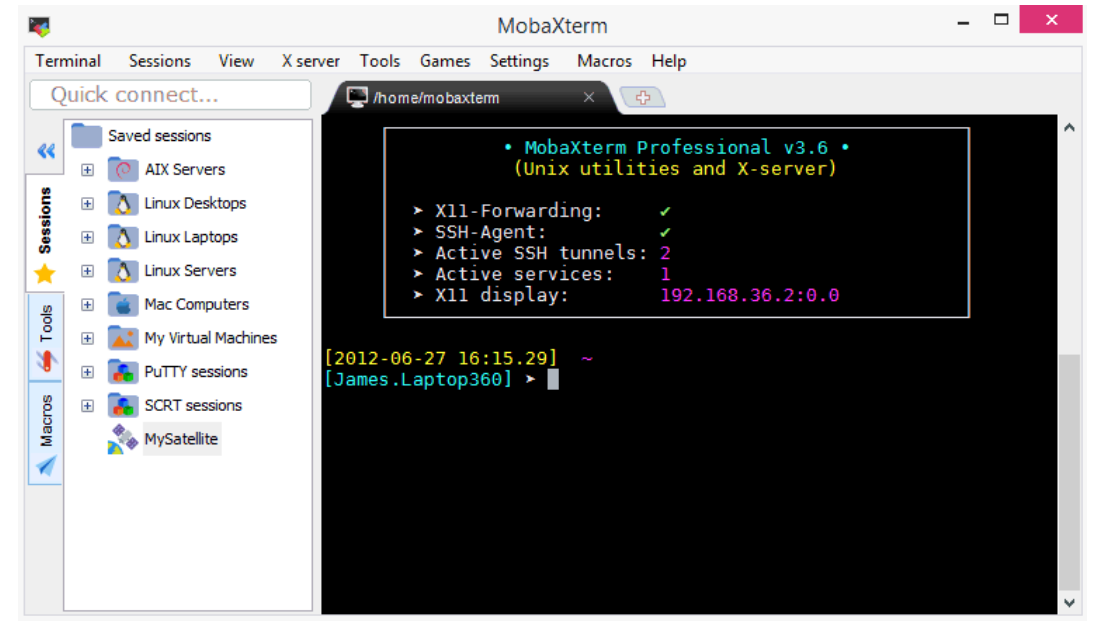 MobaXterm
Terminal Sessions View X server Tools Games Settings Macros Help
Quick connect...
/home/mobaxterm
Sessions
Tools
Macros
Saved sessions
AIX Servers
Linux Desktops
Linux Laptops
Linux Servers
Mac Computers
My Virtual Machines
PuTTY sessions
SCRT sessions
MySatellite
• MobaXterm Professional v3.6 •
(Unix utilities and X-server)
➤ X11-Forwarding: ✔
➤ SSH-Agent: ✔
➤ Active SSH tunnels: 2
➤ Active services: 1
➤ X11 display: 192.168.36.2:0.0
[2012-06-27 16:15.29] ~
[James.Laptop360] ➤